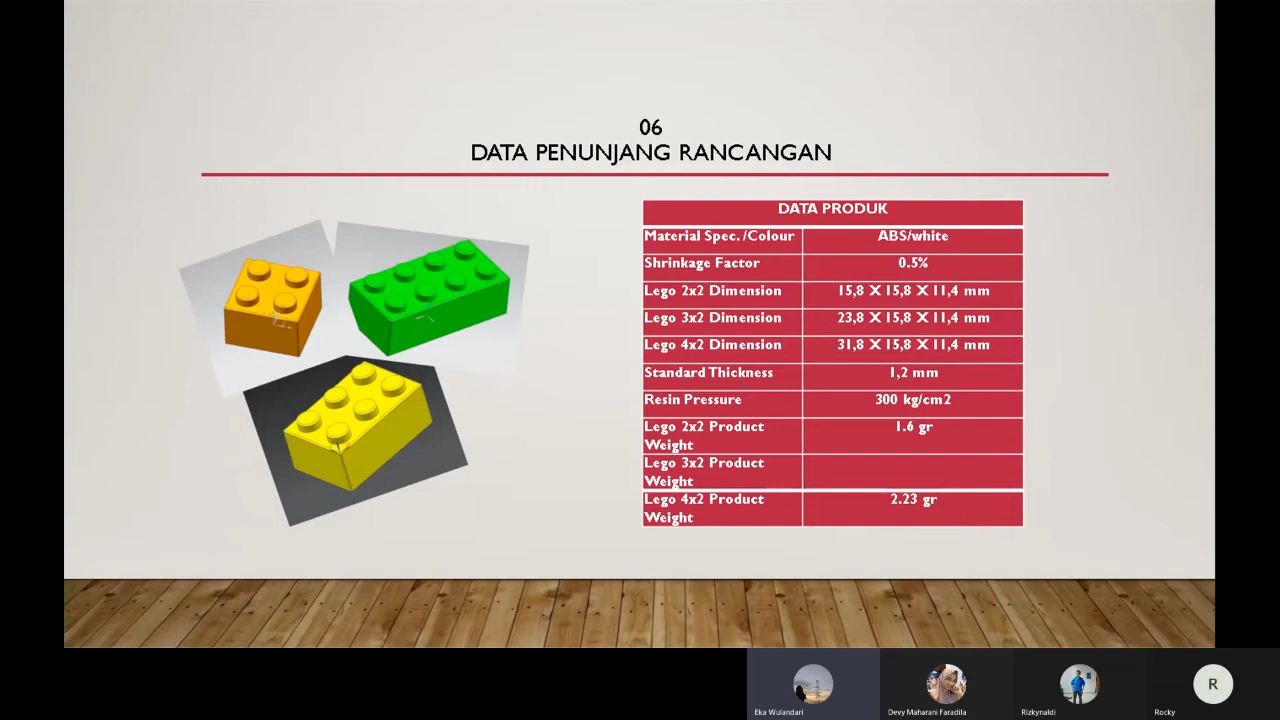 06
DATA PENUNJANG RANCANGAN
DATA PRODUK
Material Spec. /Colour ABS/white
Shrinkage Factor 0.5%
Lego 2x2 Dimension 15,8 X 15,8 X 11,4 mm
Lego 3x2 Dimension 23,8 X 15,8 X 11,4 mm
Lego 4x2 Dimension 31,8 X 15,8 X 11,4 mm
Standard Thickness 1,2 mm
Resin Pressure 300 kg/cm2
Lego 2x2 Product 1.6 gr
Weight
Lego 3x2 Product
Weight
Lego 4x2 Product 2.23 gr
Weight
Eka Wulandari
Devy Maharani Faradila
Rizkynaldi
R
Rocky